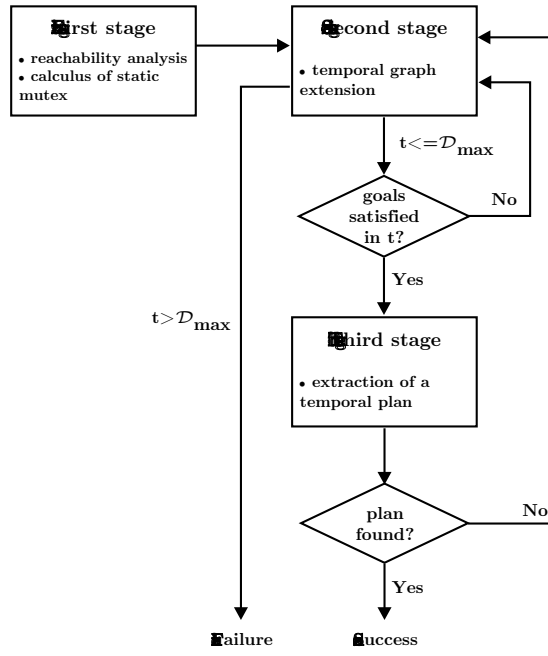 First stage
• reachability analysis
• calculus of static
mutex
Second stage
• temporal graph
extension
t<=𝒟max
goals
satisfied
in t?
No
Yes
t>𝒟max
Third stage
• extraction of a
temporal plan
plan
found?
No
Yes
Failure
Success